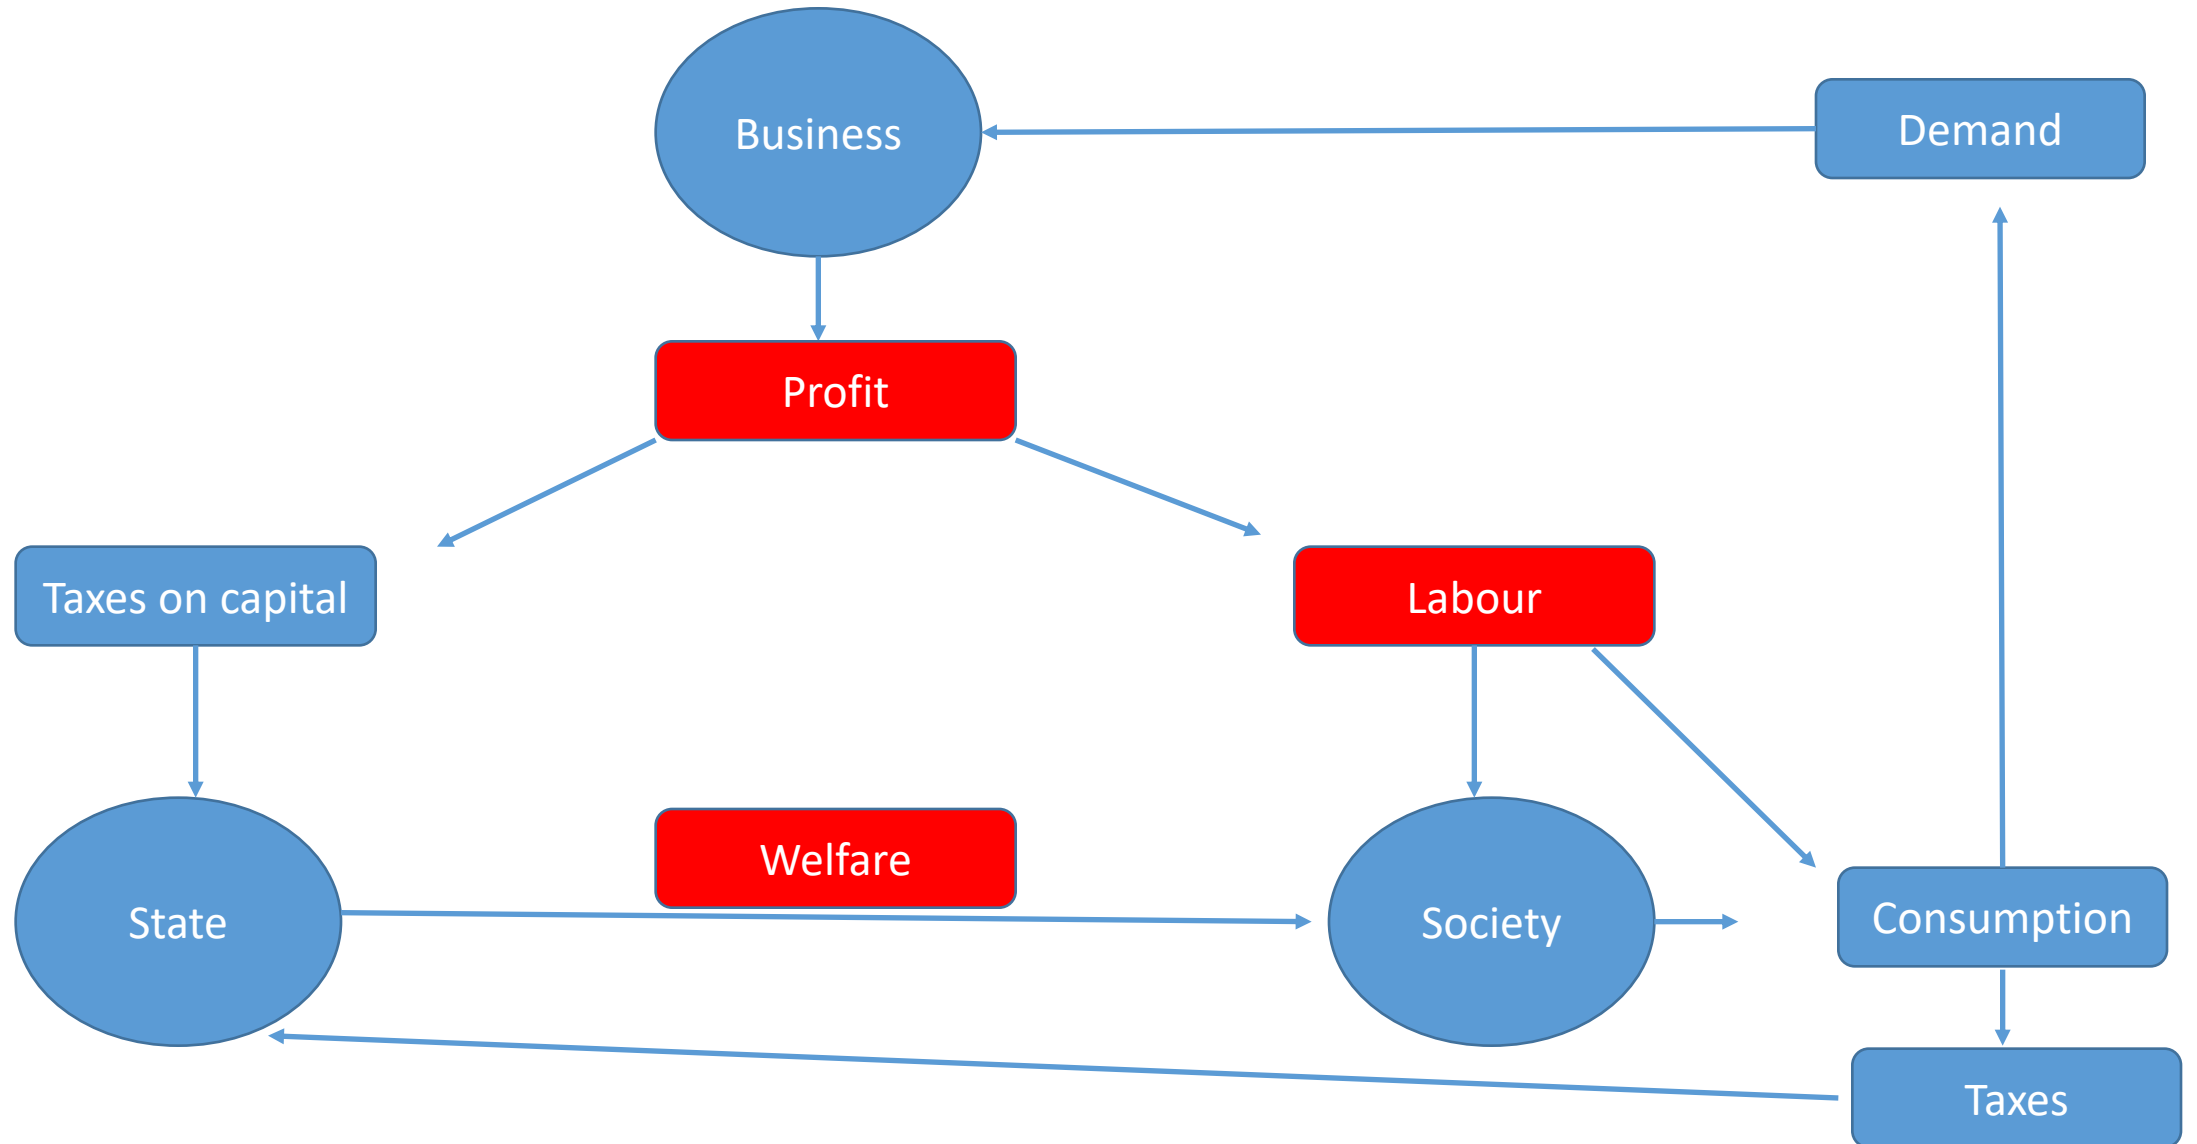 Business
Demand
Profit
Taxes on capital
Labour
Welfare
State
Society
Consumption
Taxes